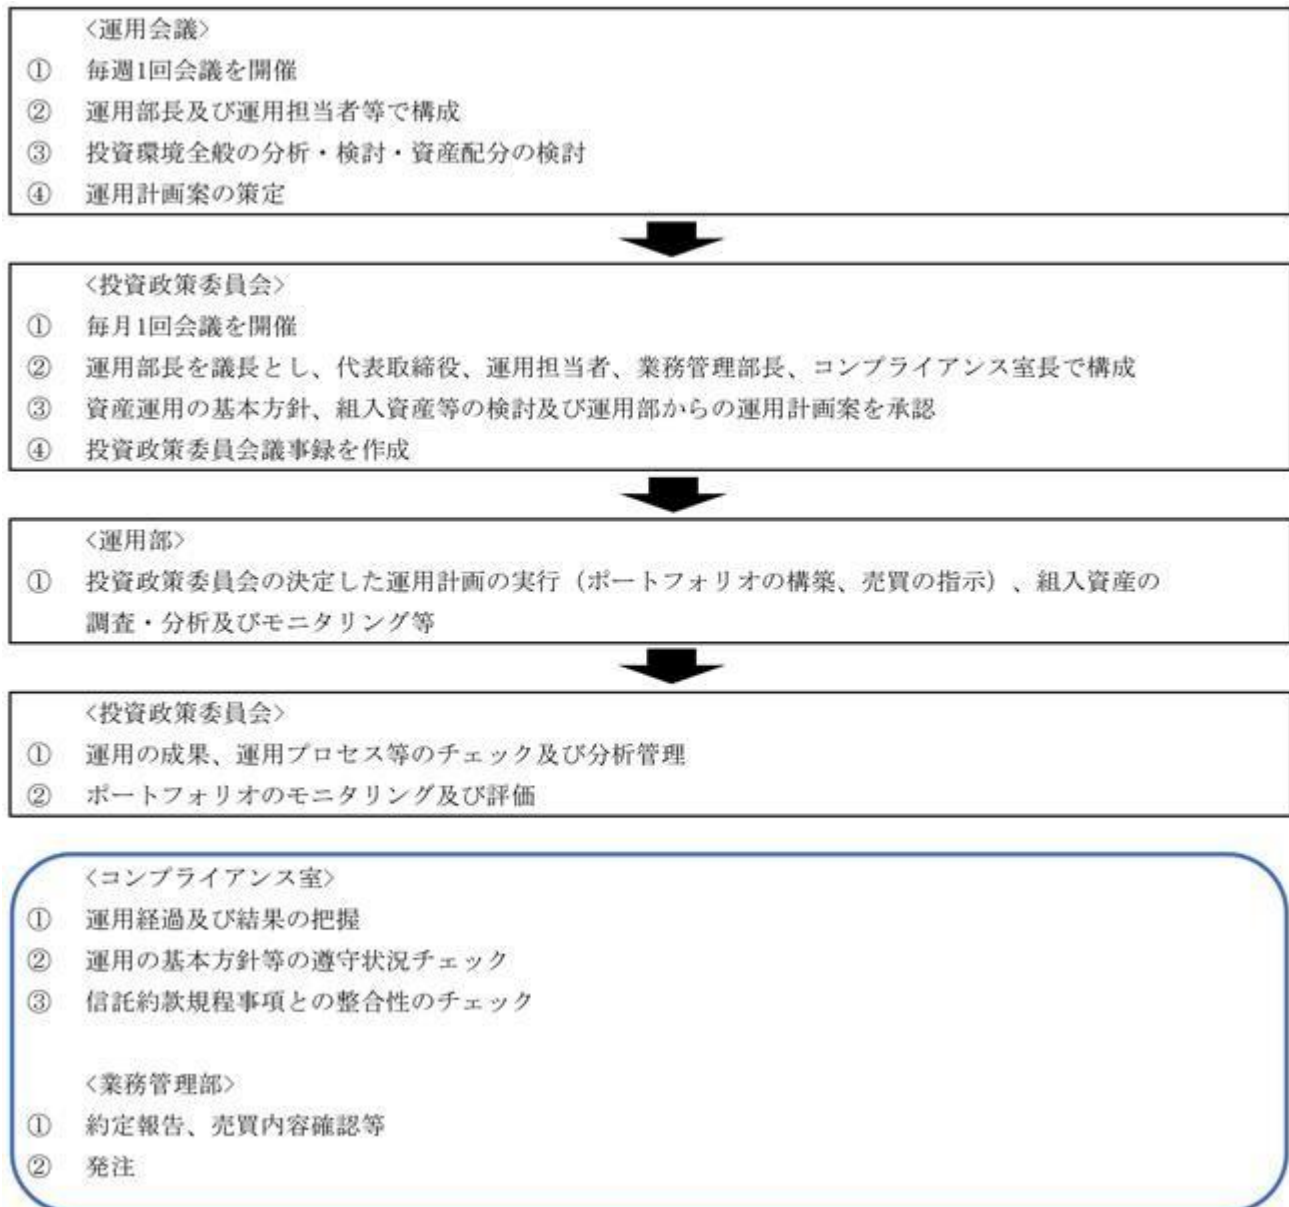 <運用会議>
① 毎週1回会議を開催
② 運用部長及び運用担当者等で構成
③ 投資環境全般の分析・検討・資産配分の検討
④ 運用計画案の策定
<投資政策委員会>
① 毎月1回会議を開催
② 運用部長を議長とし、代表取締役、運用担当者、業務管理部長、コンプライアンス室長で構成
③ 資産運用の基本方針、組入資産等の検討及び運用部からの運用計画案を承認
④ 投資政策委員会議事録を作成
<運用部>
① 投資政策委員会の決定した運用計画の実行（ポートフォリオの構築、売買の指示）、組入資産の
調査・分析及びモニタリング等
<投資政策委員会>
① 運用の成果、運用プロセス等のチェック及び分析管理
② ポートフォリオのモニタリング及び評価
<コンプライアンス室>
① 運用経過及び結果の把握
② 運用の基本方針等の遵守状況チェック
③ 信託約款規程事項との整合性のチェック
<業務管理部>
① 約定報告、売買内容確認等
② 発注